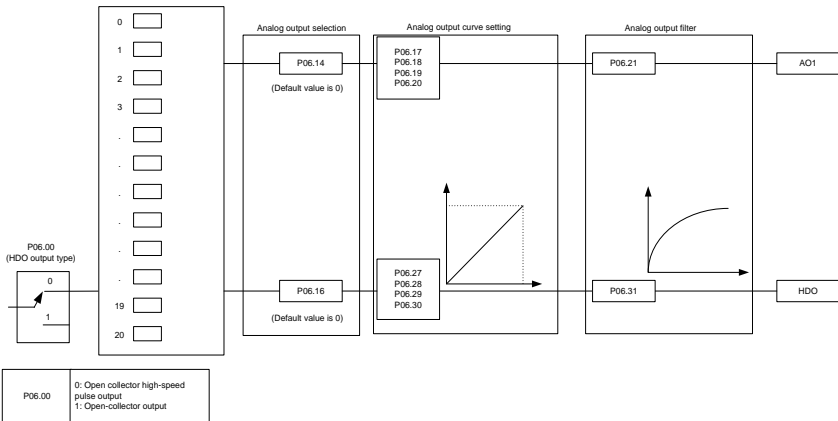 Analog output selection
Analog output curve setting
Analog output filter
0
1
2
3
.
.
.
.
.
.
19
20
P06.14
(Default value is 0)
P06.17
P06.18
P06.19
P06.20
P06.21
AO1
P06.00
(HDO output type)
0
1
P06.16
(Default value is 0)
P06.27
P06.28
P06.29
P06.30
P06.31
HDO
P06.00
0: Open collector high-speed
pulse output
1: Open-collector output